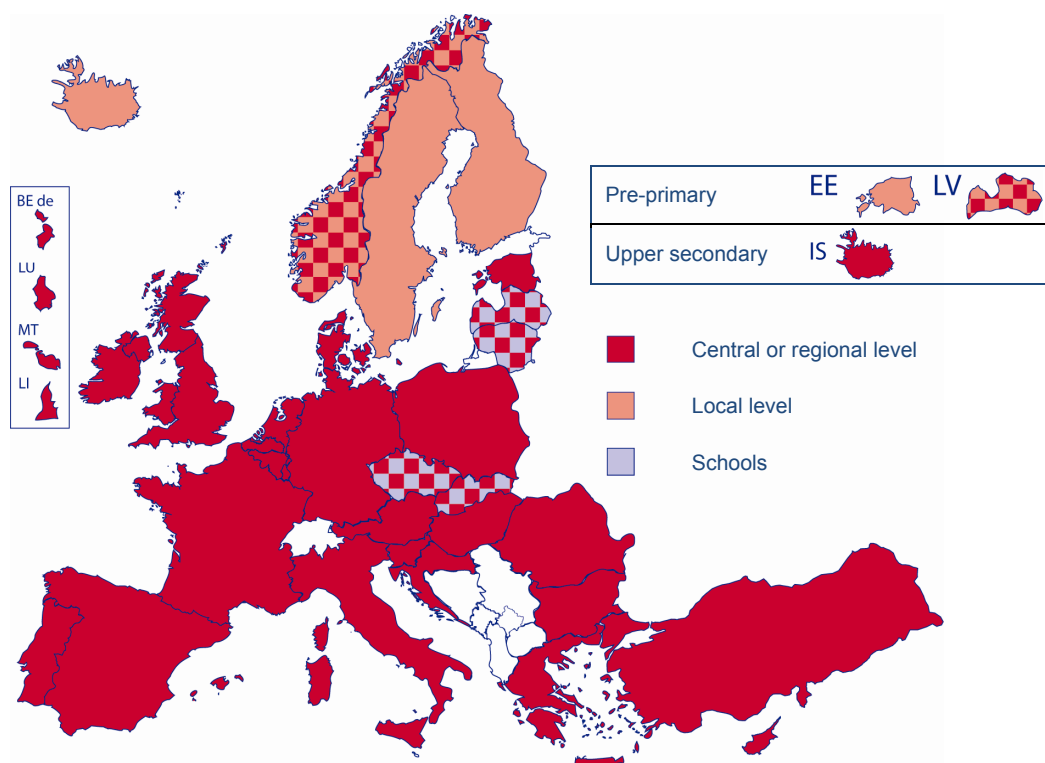 BE de
LU
MT
LI
Pre-primary EE LV
Upper secondary IS
Central or regional level
Local level
Schools